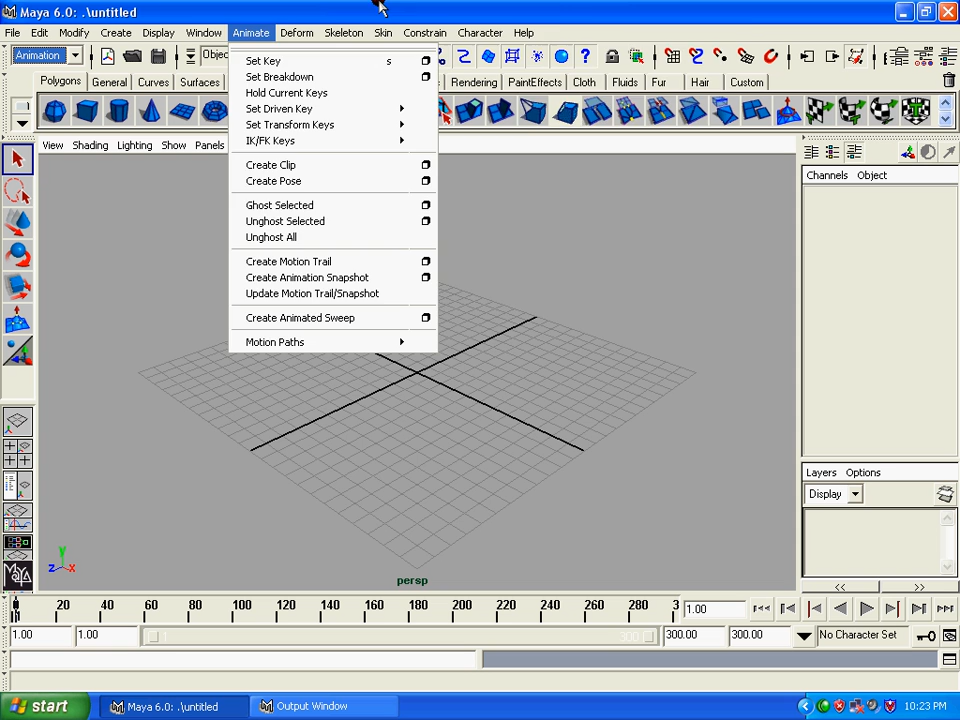 Maya 6.0: .\untitled
File Edit Modify Create Display Window Animate Deform Skeleton Skin Constrain Character Help
Animation
Polygons General Curves Surfaces Rendering PaintEffects Cloth Fluids Fur Hair Custom
View Shading Lighting Show Panels
Set Key s
Set Breakdown
Hold Current Keys
Set Driven Key
Set Transform Keys
IK/FK Keys
Create Clip
Create Pose
Ghost Selected
Unghost Selected
Unghost All
Create Motion Trail
Create Animation Snapshot
Update Motion Trail/Snapshot
Create Animated Sweep
Motion Paths
Channels Object
Layers Options
Display
y
z x
persp
<< >>
20 40 60 80 100 120 140 160 180 200 220 240 260 280 3 1.00
1.00 1.00 1 300 300.00 300.00 No Character Set
start Maya 6.0: .\untitled Output Window 10:23 PM